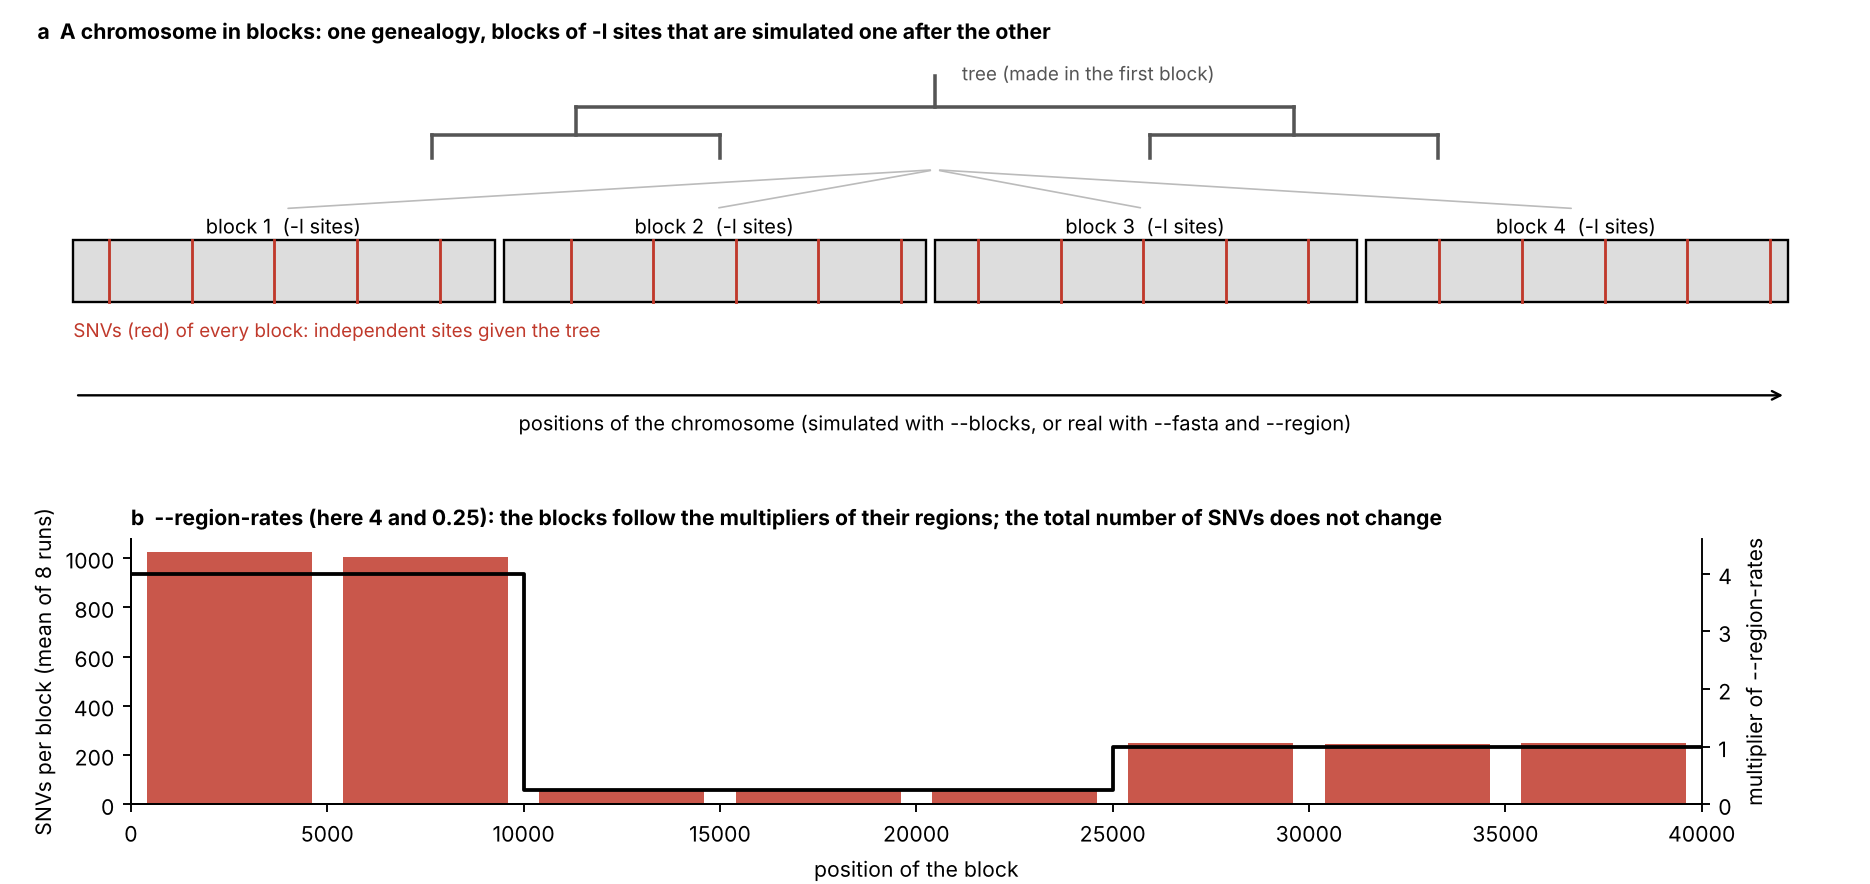 a A chromosome in blocks: one genealogy, blocks of -l sites that are simulated one after the other
tree (made in the first block)
block 1 (-l sites)
block 2 (-l sites)
block 3 (-l sites)
block 4 (-l sites)
SNVs (red) of every block: independent sites given the tree
positions of the chromosome (simulated with --blocks, or real with --fasta and --region)
b --region-rates (here 4 and 0.25): the blocks follow the multipliers of their regions; the total number of SNVs does not change
SNVs per block (mean of 8 runs)
1000
800
600
400
200
0
4
3
2
1
0
multiplier of --region-rates
0
5000
10000
15000
20000
25000
30000
35000
40000
position of the block